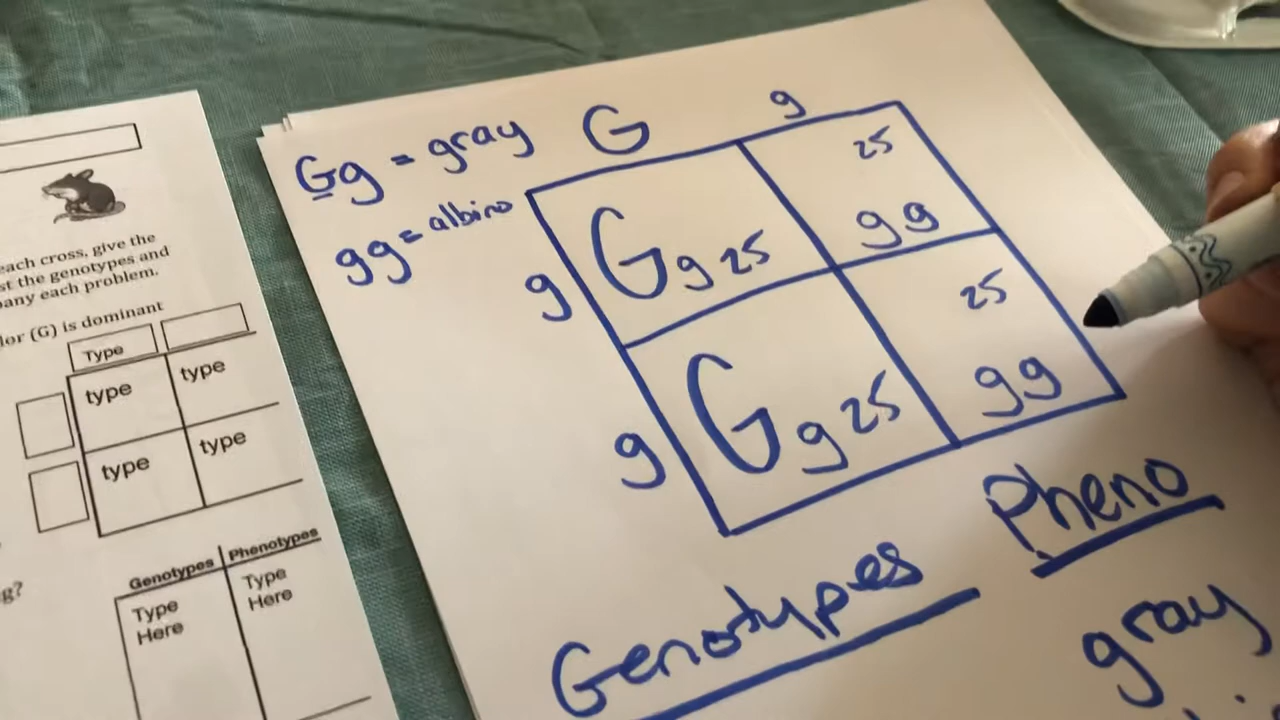 each cross, give the
st the genotypes and
pany each problem.
lor (G) is dominant
Type
type type
type type
g?
Genotypes Phenotypes
Type Here
Type Here
Gg = gray
gg = albino
G g
g
g
Gg 25
25 gg
Gg 25
25 gg
Genotypes
Pheno
gray